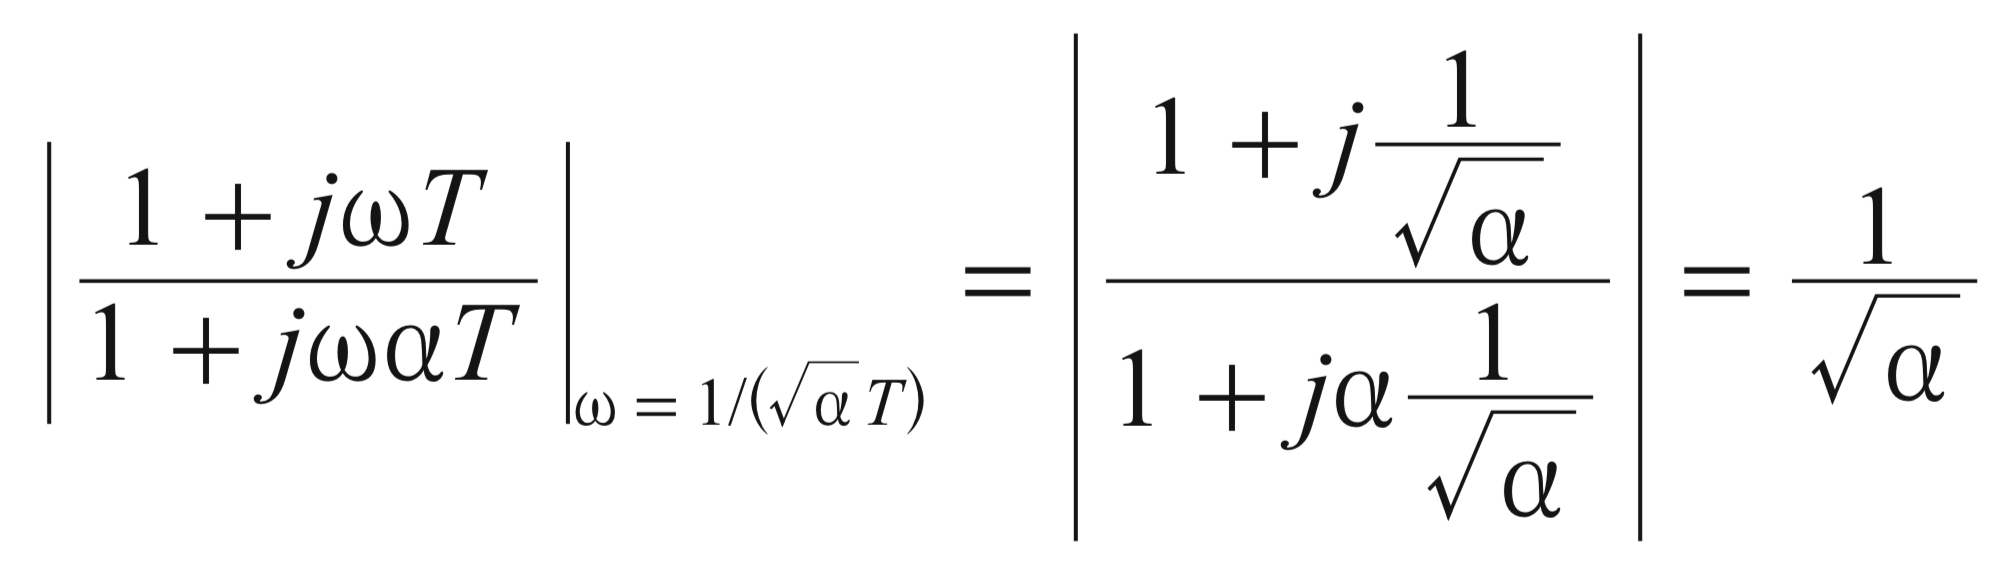 $$\left| \frac{1 + j\omega T}{1 + j\omega\alpha T} \right|_{\omega = 1/(\sqrt{\alpha}\,T)} = \left| \frac{1 + j\frac{1}{\sqrt{\alpha}}}{1 + j\alpha\frac{1}{\sqrt{\alpha}}} \right| = \frac{1}{\sqrt{\alpha}}$$